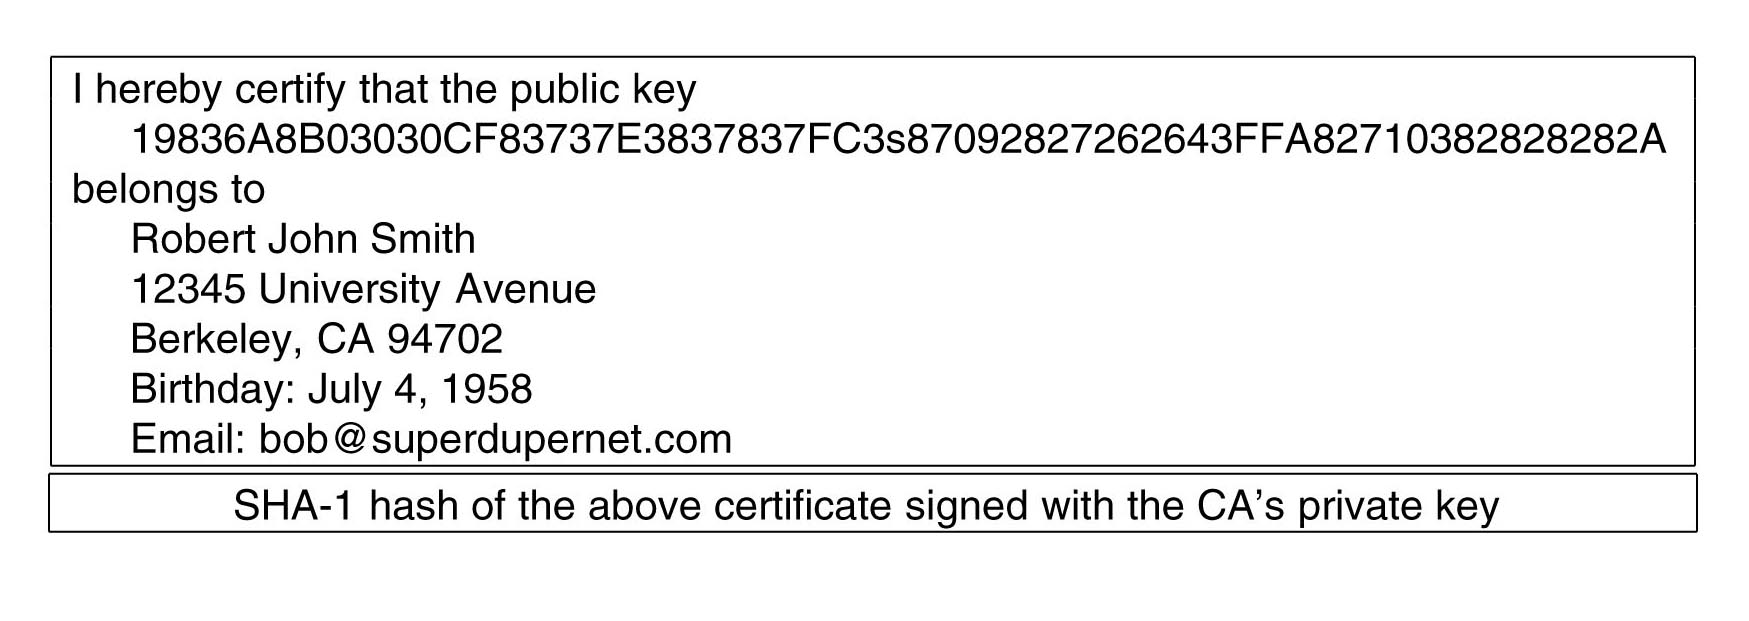 I hereby certify that the public key
19836A8B03030CF83737E3837837FC3s87092827262643FFA82710382828282A
belongs to
Robert John Smith
12345 University Avenue
Berkeley, CA 94702
Birthday: July 4, 1958
Email: bob@superdupernet.com
SHA-1 hash of the above certificate signed with the CA’s private key